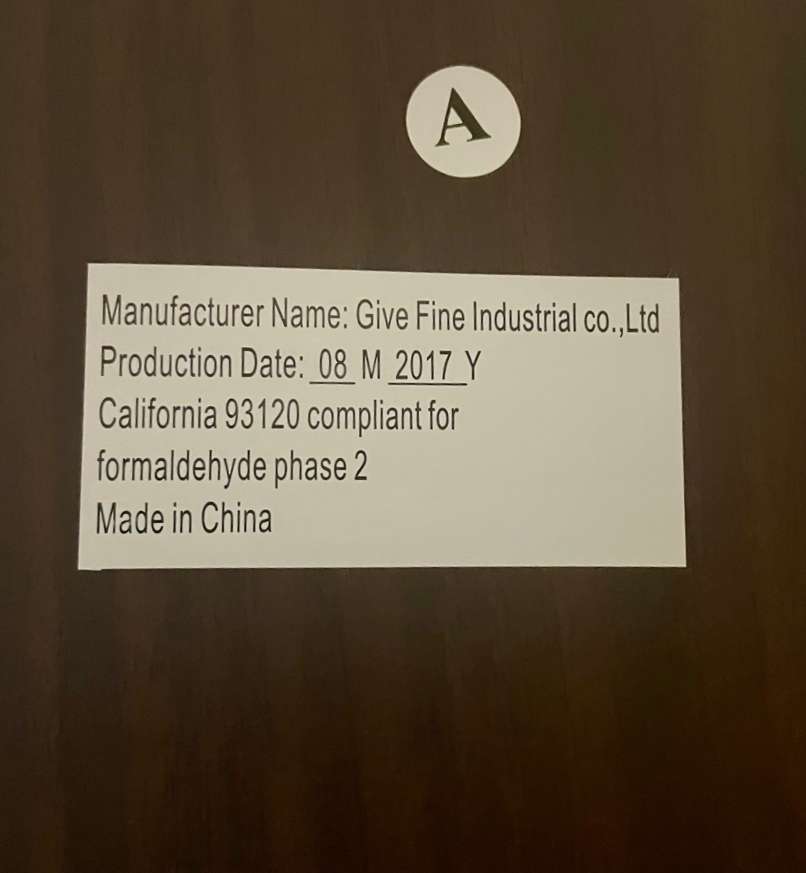 A
Manufacturer Name: Give Fine Industrial co.,Ltd
Production Date: 08 M 2017 Y
California 93120 compliant for
formaldehyde phase 2
Made in China